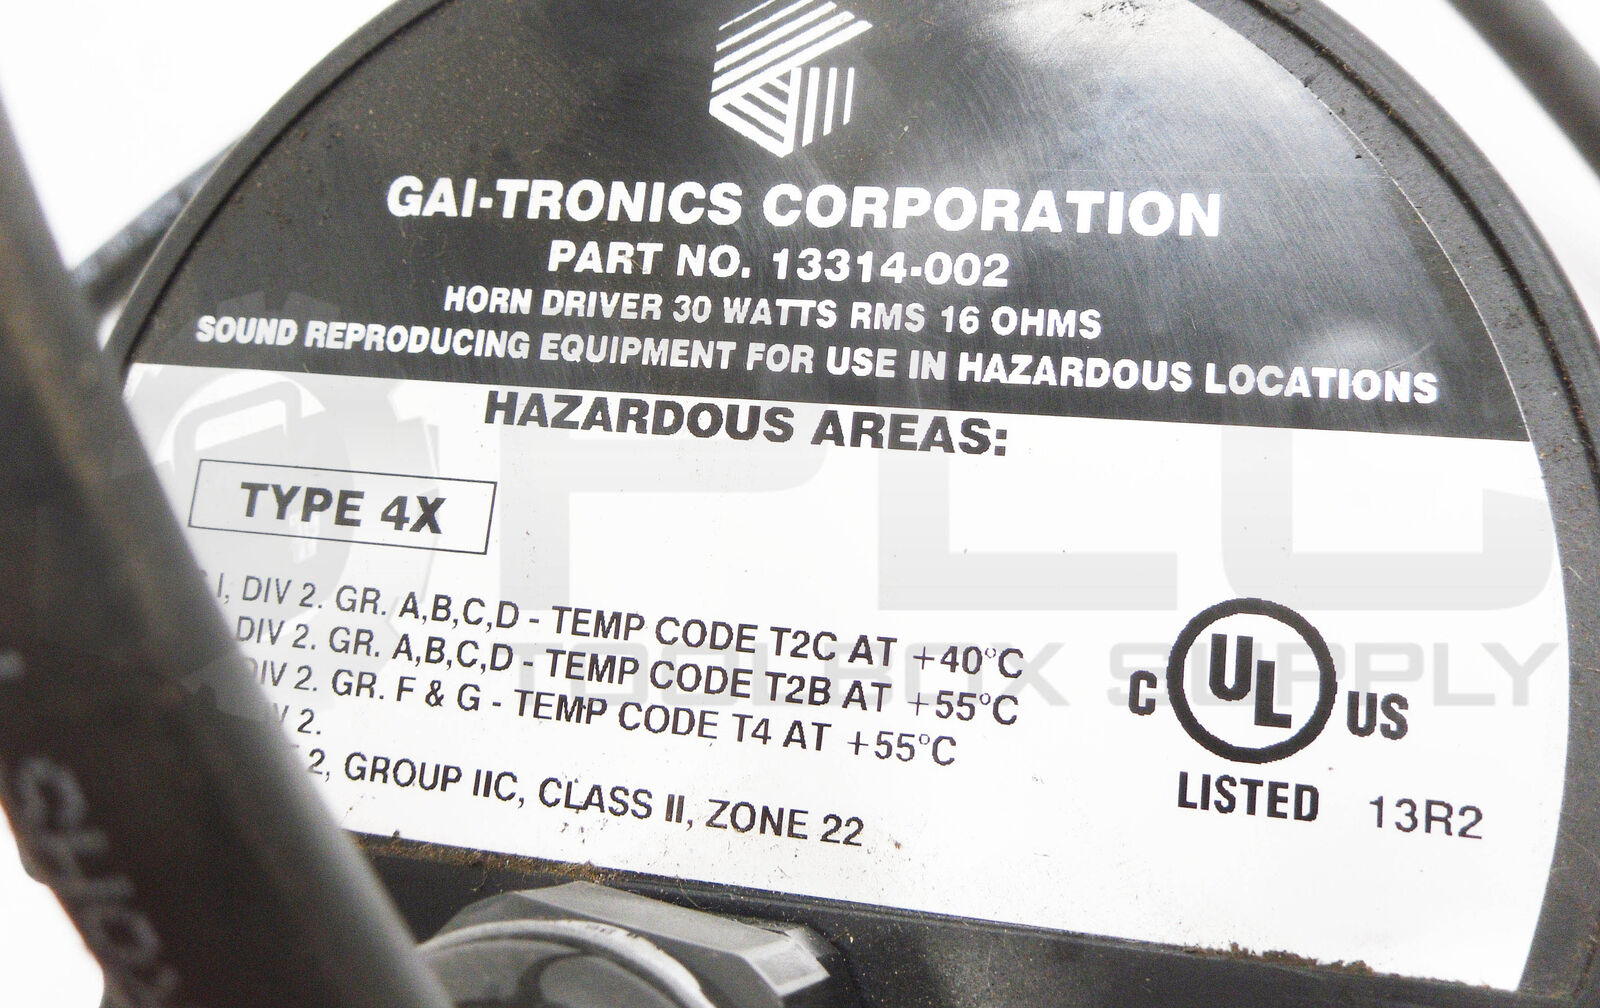 GAI-TRONICS CORPORATION
PART NO. 13314-002
HORN DRIVER 30 WATTS RMS 16 OHMS
SOUND REPRODUCING EQUIPMENT FOR USE IN HAZARDOUS LOCATIONS
HAZARDOUS AREAS:
TYPE 4X
I, DIV 2. GR. A,B,C,D - TEMP CODE T2C AT +40°C
DIV 2. GR. A,B,C,D - TEMP CODE T2B AT +55°C
DIV 2. GR. F & G - TEMP CODE T4 AT +55°C
2.
2, GROUP IIC, CLASS II, ZONE 22
C UL US
LISTED 13R2
PLC
TOOLBOX SUPPLY